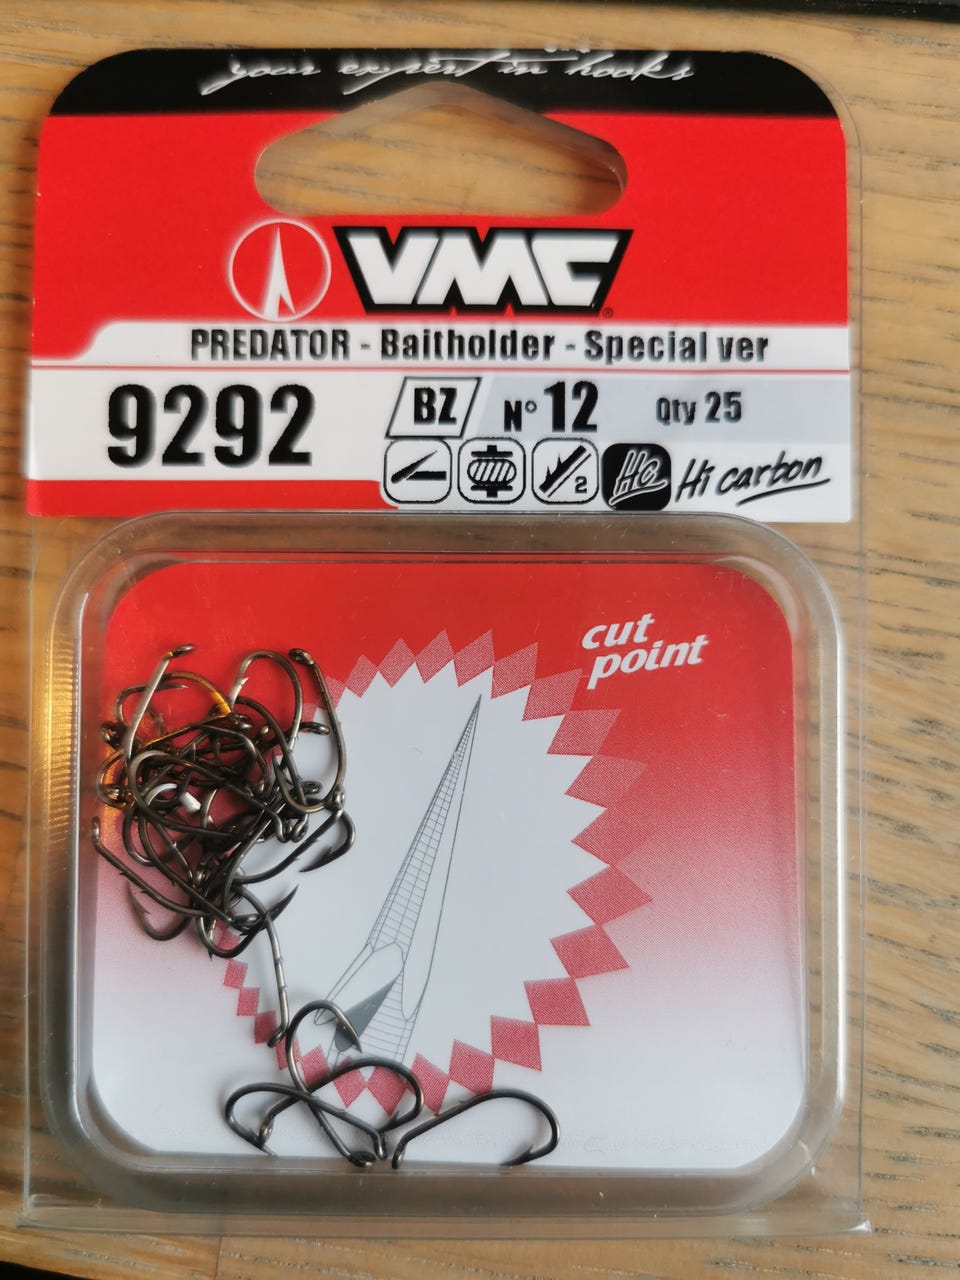 your expert in hooks
VMC®
PREDATOR - Baitholder - Special ver
9292 BZ N° 12 Qty 25
2 Hc Hi carbon
cut
point